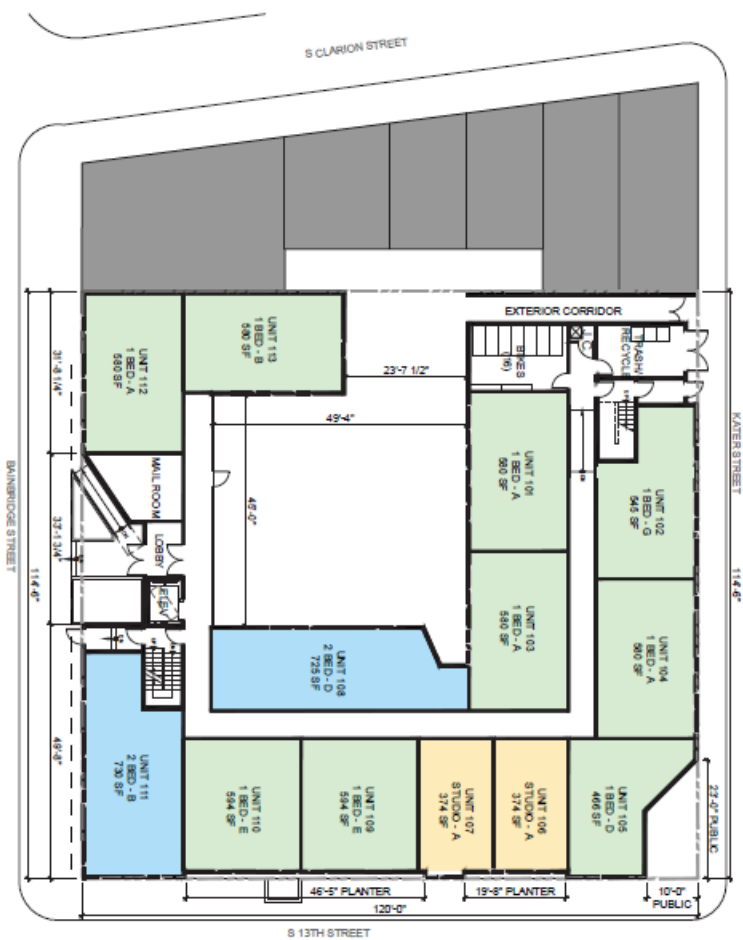 S CLARION STREET
EXTERIOR CORRIDOR
UNIT 112
1 BED - A
580 SF
UNIT 113
1 BED - B
580 SF
BIKES
(16)
J.C.
TRASH/
RECYCLE
31'-8 1/4"
23'-7 1/2"
49'-4"
46'-0"
UNIT 101
1 BED - A
580 SF
UNIT 102
1 BED - G
545 SF
KATER STREET
BAINBRIDGE STREET
MAIL ROOM
LOBBY
ELEV
33'-1 3/4"
114'-6"
114'-6"
UNIT 103
1 BED - A
580 SF
UNIT 104
1 BED - A
580 SF
UNIT 108
2 BED - D
725 SF
UNIT 111
2 BED - B
730 SF
49'-8"
UNIT 110
1 BED - E
594 SF
UNIT 109
1 BED - E
594 SF
UNIT 107
STUDIO - A
374 SF
UNIT 106
STUDIO - A
374 SF
UNIT 105
1 BED - D
466 SF
23'-0" PUBLIC
46'-5" PLANTER
19'-8" PLANTER
10'-0"
PUBLIC
120'-0"
S 13TH STREET